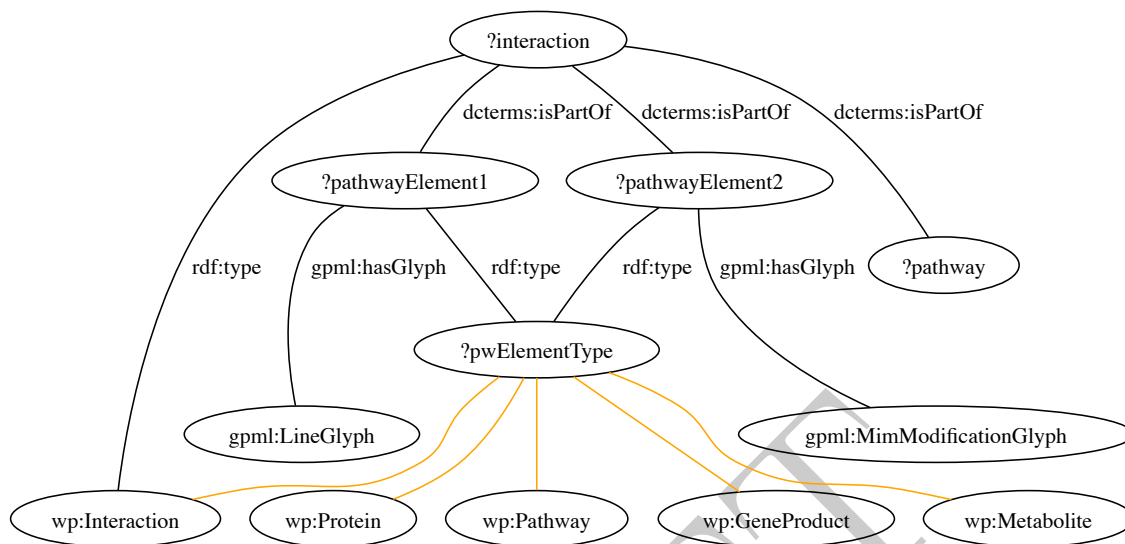 ?interaction
dcterms:isPartOf dcterms:isPartOf dcterms:isPartOf
?pathwayElement1 ?pathwayElement2
rdf:type gpml:hasGlyph rdf:type rdf:type gpml:hasGlyph ?pathway
?pwElementType
gpml:LineGlyph gpml:MimModificationGlyph
wp:Interaction wp:Protein wp:Pathway wp:GeneProduct wp:Metabolite